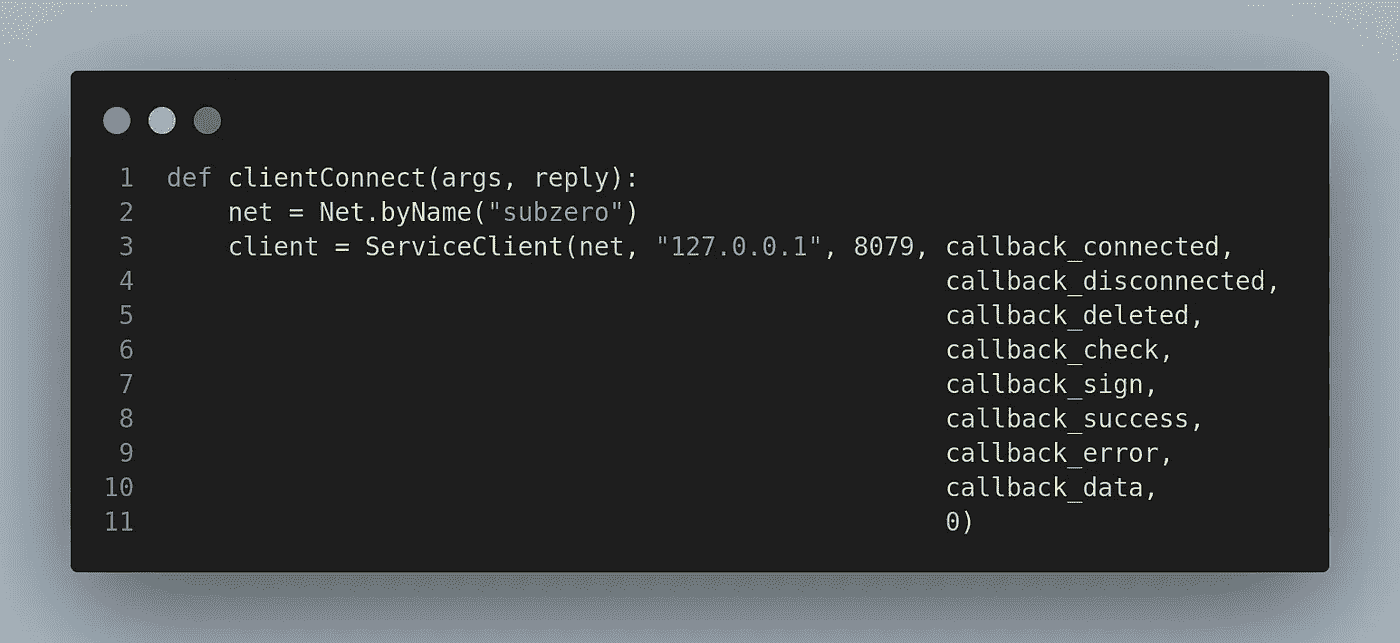 1 def clientConnect(args, reply):
2     net = Net.byName("subzero")
3     client = ServiceClient(net, "127.0.0.1", 8079, callback_connected,
4                                                    callback_disconnected,
5                                                    callback_deleted,
6                                                    callback_check,
7                                                    callback_sign,
8                                                    callback_success,
9                                                    callback_error,
10                                                   callback_data,
11                                                   0)